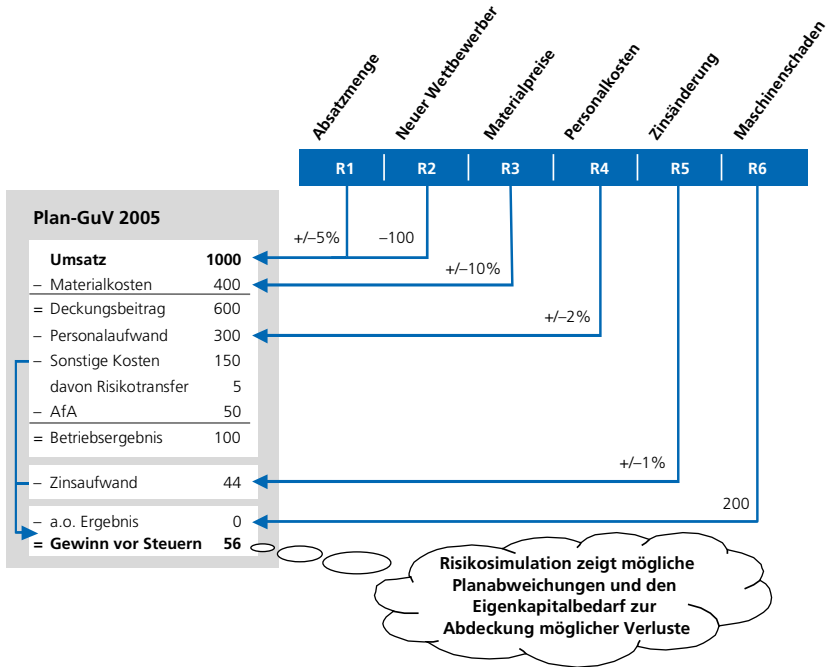 Absatzmenge
Neuer Wettbewerber
Materialpreise
Personalkosten
Zinsänderung
Maschinenschaden
R1 R2 R3 R4 R5 R6
Plan-GuV 2005
+/–5% –100
Umsatz 1000
+/–10%
– Materialkosten 400
= Deckungsbeitrag 600
+/–2%
– Personalaufwand 300
– Sonstige Kosten 150
davon Risikotransfer 5
– AfA 50
= Betriebsergebnis 100
+/–1%
– Zinsaufwand 44
200
– a.o. Ergebnis 0
= Gewinn vor Steuern 56
Risikosimulation zeigt mögliche
Planabweichungen und den
Eigenkapitalbedarf zur
Abdeckung möglicher Verluste